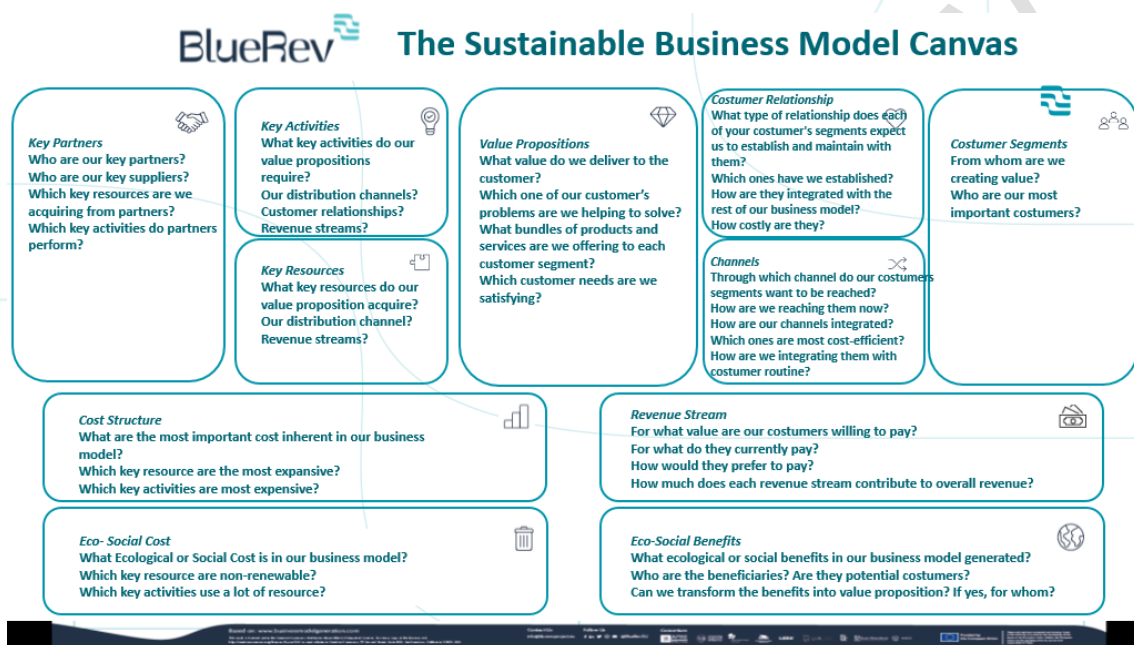 BlueRev
The Sustainable Business Model Canvas
Key Partners
Who are our key partners?
Who are our key suppliers?
Which key resources are we
acquiring from partners?
Which key activities do partners
perform?
Key Activities
What key activities do our
value propositions
require?
Our distribution channels?
Customer relationships?
Revenue streams?
Key Resources
What key resources do our
value proposition acquire?
Our distribution channel?
Revenue streams?
Value Propositions
What value do we deliver to the
customer?
Which one of our customer's
problems are we helping to solve?
What bundles of products and
services are we offering to each
customer segment?
Which customer needs are we
satisfying?
Costumer Relationship
What type of relationship does each
of your costumer's segments expect
us to establish and maintain with
them?
Which ones have we established?
How are they integrated with the
rest of our business model?
How costly are they?
Channels
Through which channel do our costumers
segments want to be reached?
How are we reaching them now?
How are our channels integrated?
Which ones are most cost-efficient?
How are we integrating them with
costumer routine?
Costumer Segments
From whom are we
creating value?
Who are our most
important costumers?
Cost Structure
What are the most important cost inherent in our business
model?
Which key resource are the most expansive?
Which key activities are most expensive?
Revenue Stream
For what value are our costumers willing to pay?
For what do they currently pay?
How would they prefer to pay?
How much does each revenue stream contribute to overall revenue?
Eco- Social Cost
What Ecological or Social Cost is in our business model?
Which key resource are non-renewable?
Which key activities use a lot of resource?
Eco-Social Benefits
What ecological or social benefits in our business model generated?
Who are the beneficiaries? Are they potential costumers?
Can we transform the benefits into value proposition? If yes, for whom?
Based on: www.businessmodelgeneration.com